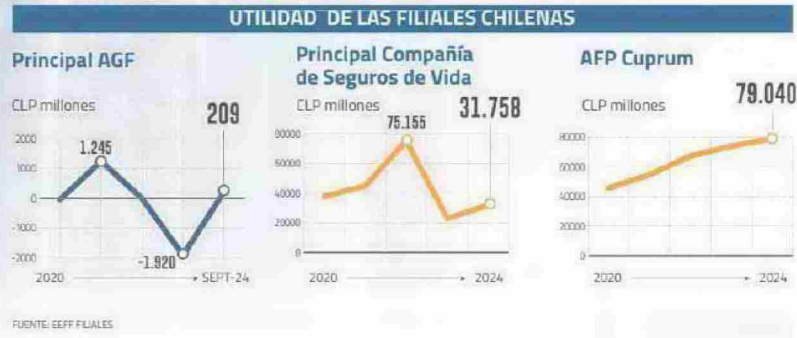 UTILIDAD DE LAS FILIALES CHILENAS
Principal AGF
CLP millones
209
2000
1000
0
-1000
-2000
1.245
-1.920
2020
SEPT-24
Principal Compañía
de Seguros de Vida
CLP millones
31.758
75.155
80000
60000
40000
20000
0
2020
2024
AFP Cuprum
CLP millones
79.040
80000
60000
40000
20000
0
2020
2024
FUENTE: EEFF FILIALES